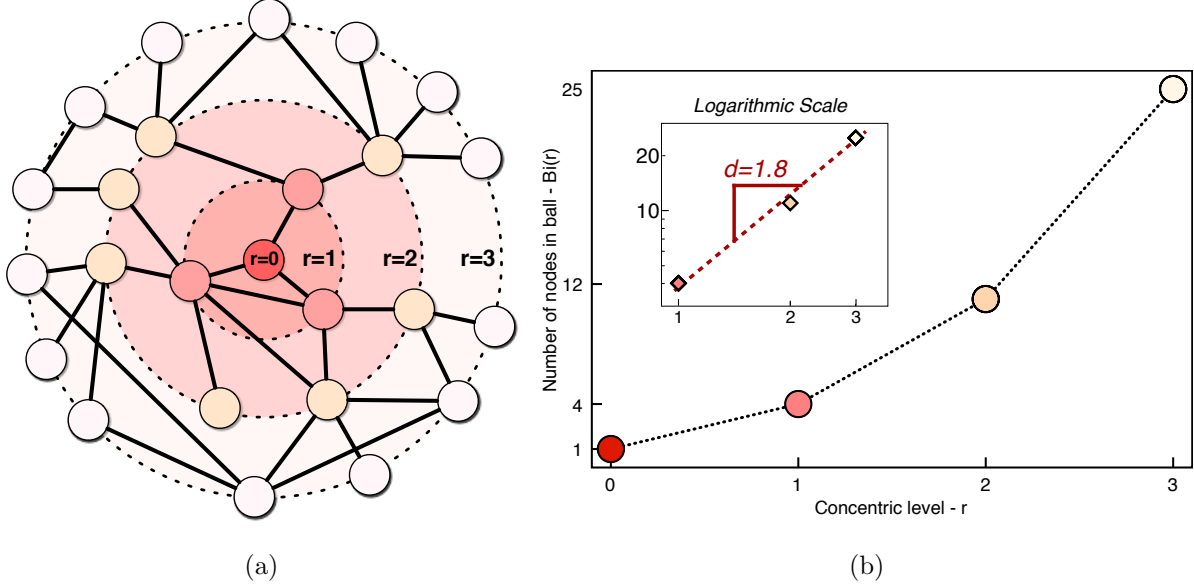 r=0
r=1
r=2
r=3
(a)
Number of nodes in ball - Bi(r)
25
12
4
1
0
1
2
3
Concentric level - r
Logarithmic Scale
d=1.8
20
10
1
2
3
(b)